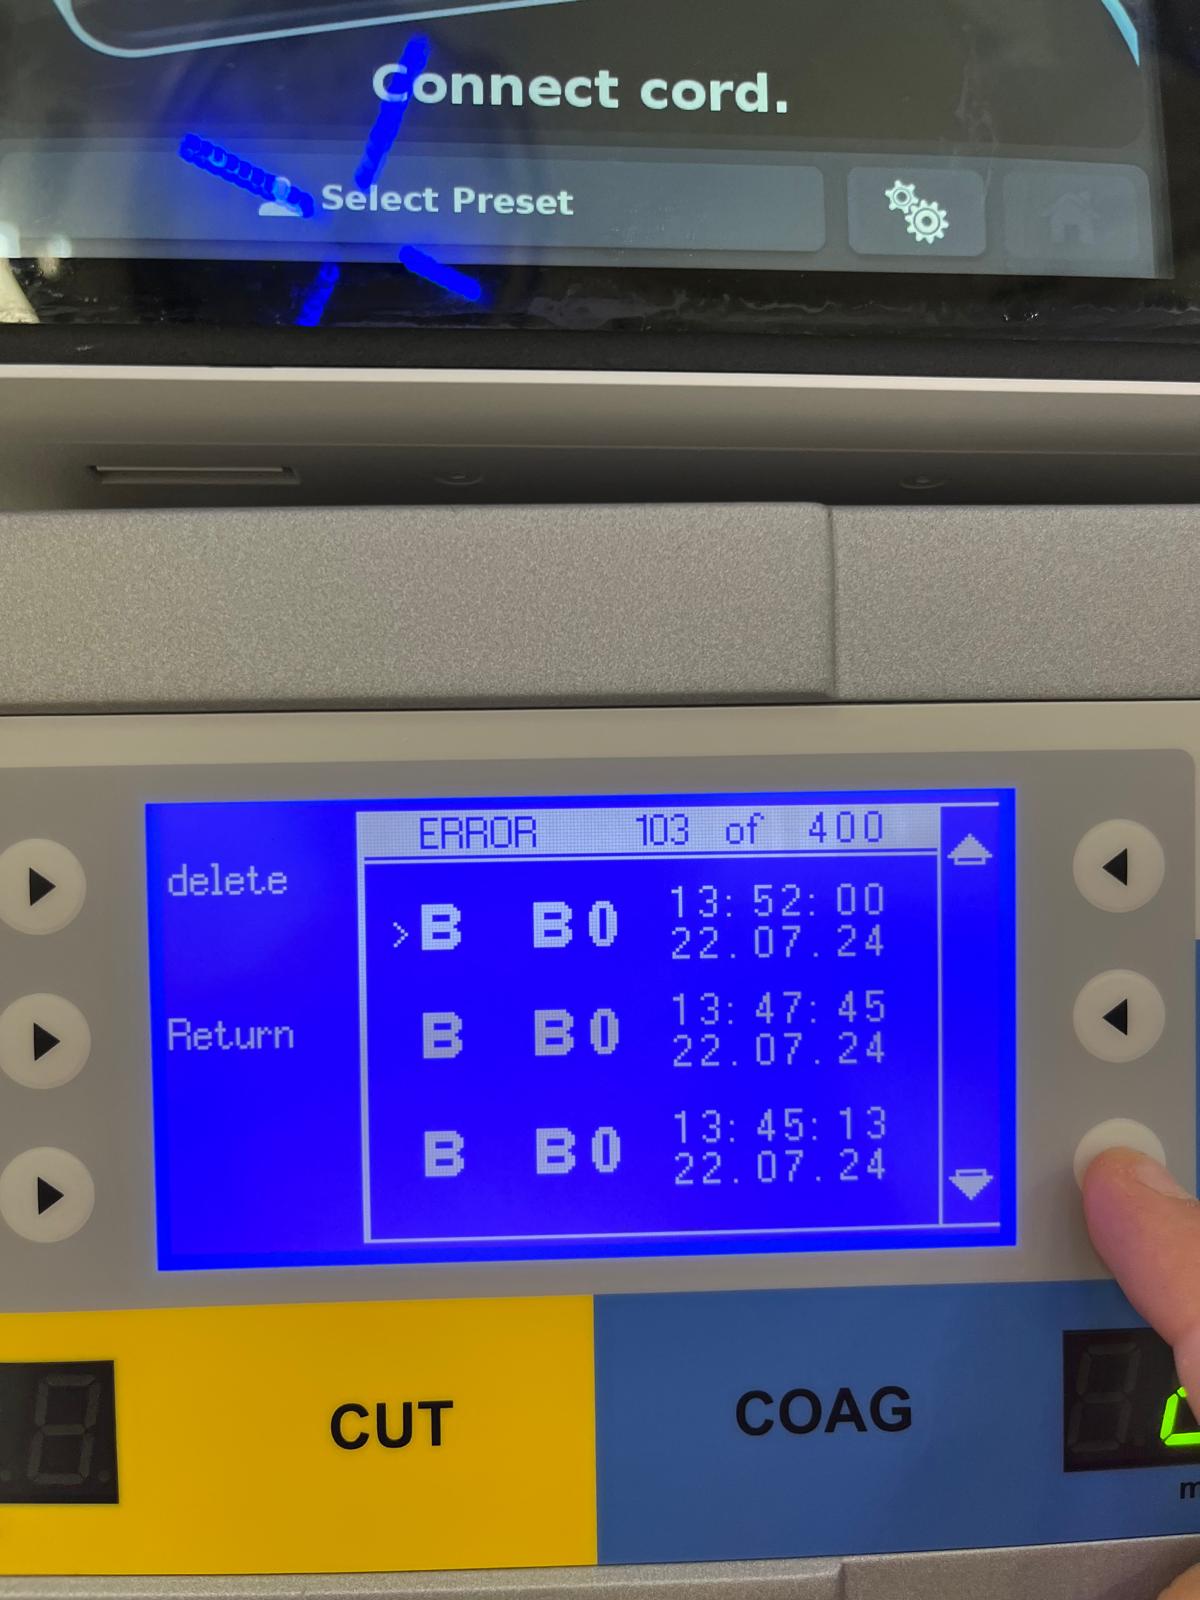 Connect cord.
Select Preset
ERROR 103 of 400
delete
>B B0 13:52:00
22.07.24
Return
B B0 13:47:45
22.07.24
B B0 13:45:13
22.07.24
CUT
COAG